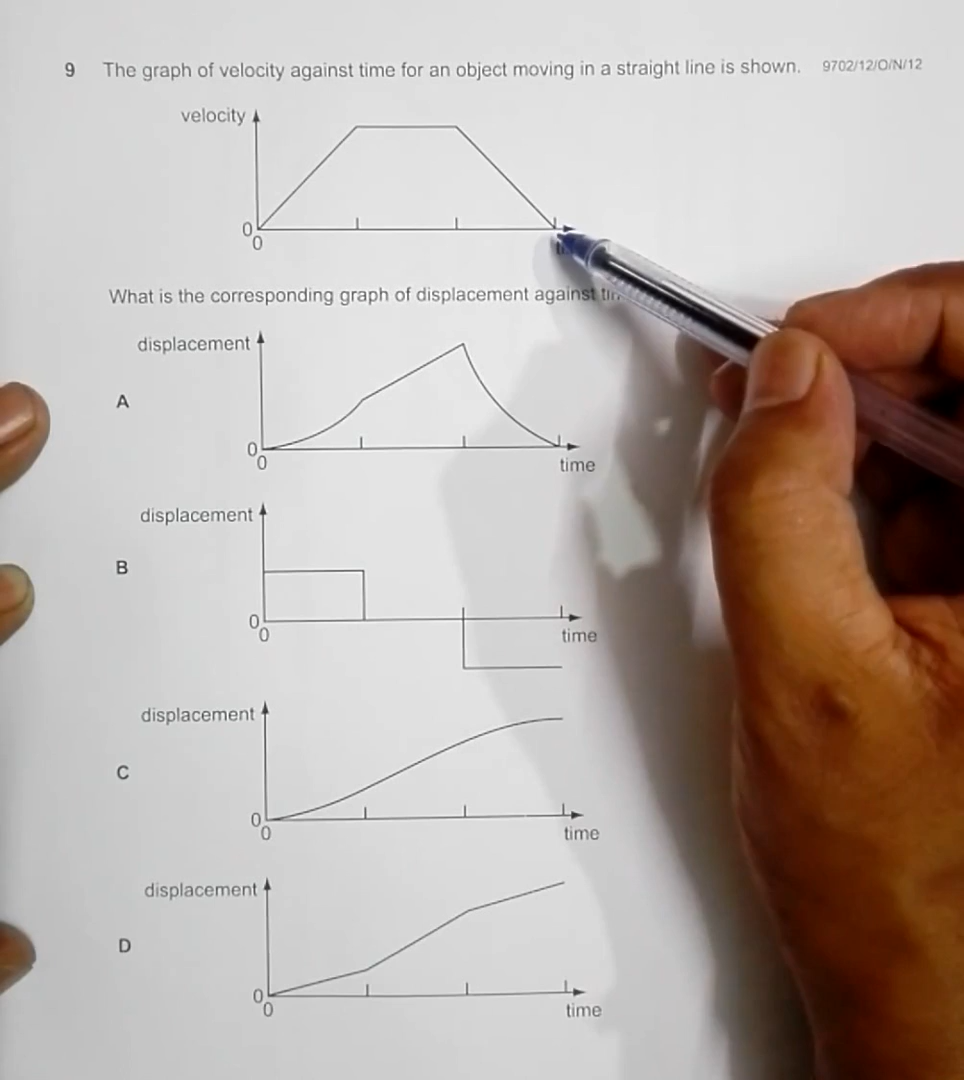 9 The graph of velocity against time for an object moving in a straight line is shown. 9702/12/O/N/12
velocity
0
0
What is the corresponding graph of displacement against
displacement
A
0
0
time
displacement
B
0
0
time
displacement
C
0
0
time
displacement
D
0
0
time